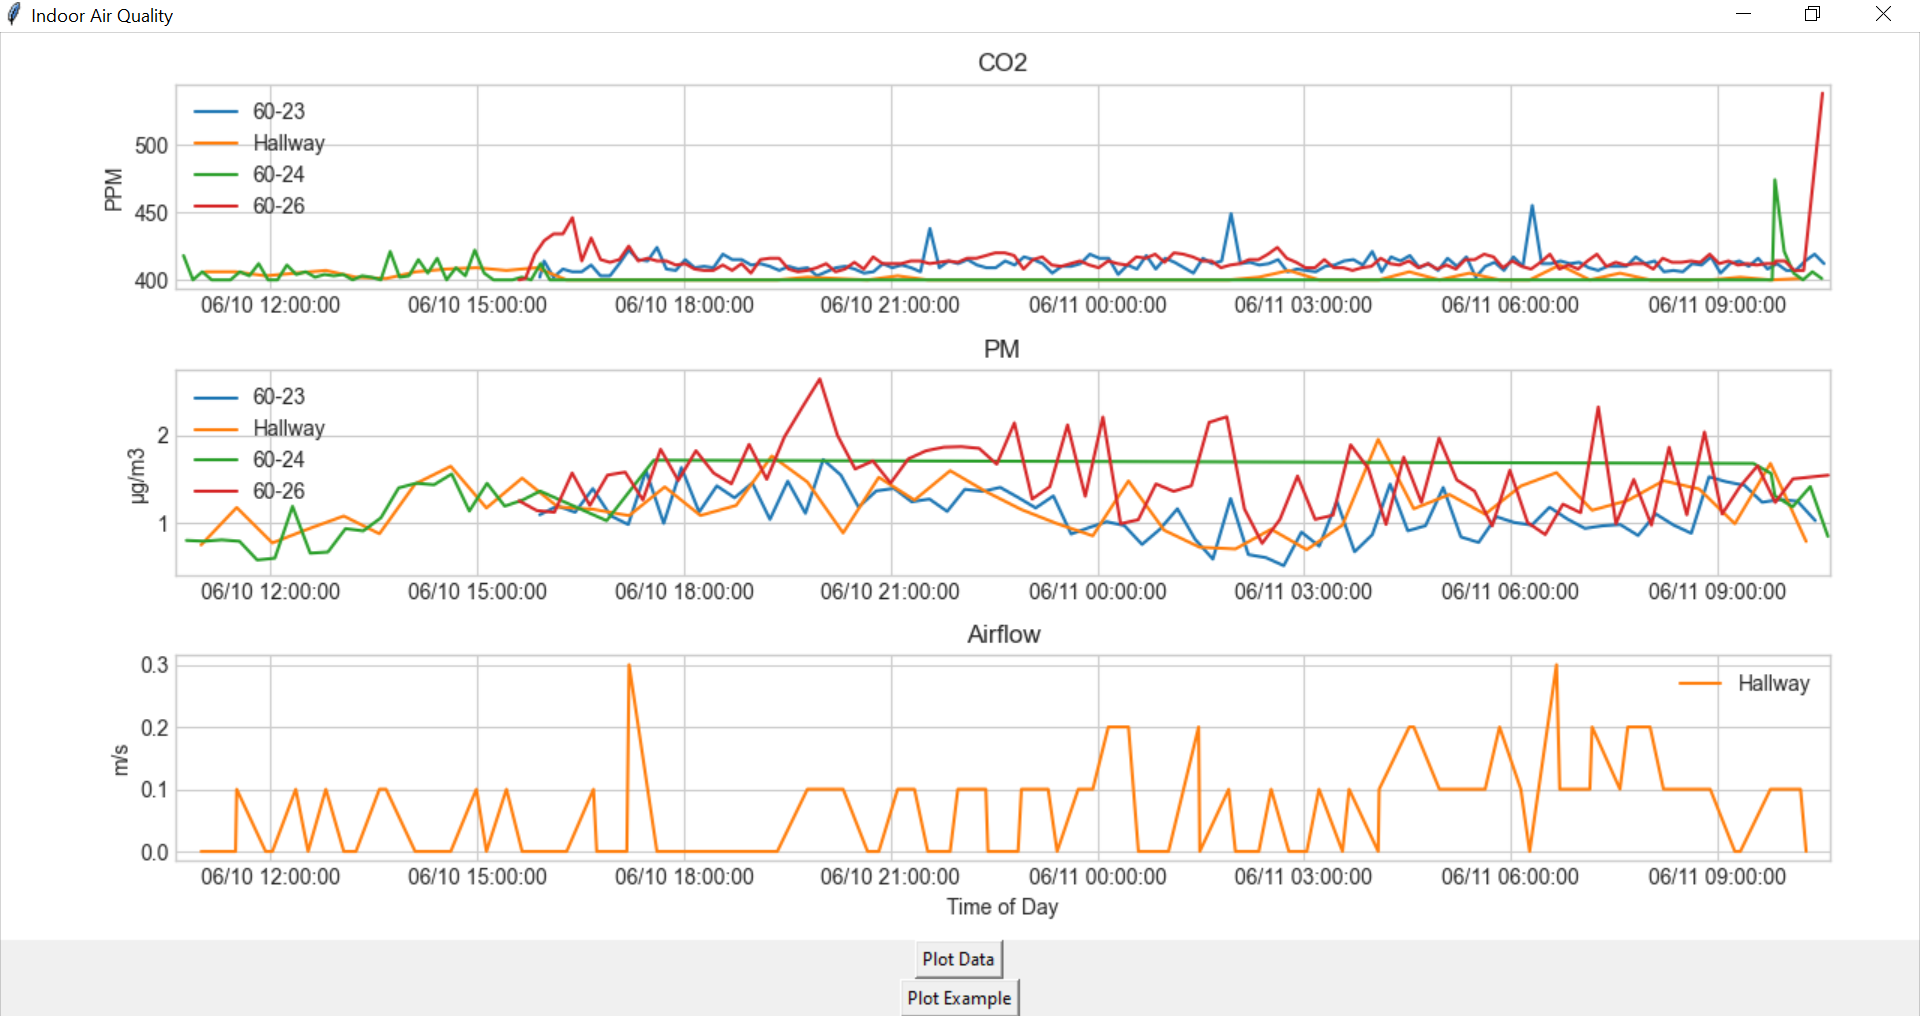 Indoor Air Quality
CO2
60-23
Hallway
60-24
60-26
PPM
500
450
400
06/10 12:00:00 06/10 15:00:00 06/10 18:00:00 06/10 21:00:00 06/11 00:00:00 06/11 03:00:00 06/11 06:00:00 06/11 09:00:00
PM
60-23
Hallway
60-24
60-26
µg/m3
2
1
06/10 12:00:00 06/10 15:00:00 06/10 18:00:00 06/10 21:00:00 06/11 00:00:00 06/11 03:00:00 06/11 06:00:00 06/11 09:00:00
Airflow
Hallway
m/s
0.3
0.2
0.1
0.0
06/10 12:00:00 06/10 15:00:00 06/10 18:00:00 06/10 21:00:00 06/11 00:00:00 06/11 03:00:00 06/11 06:00:00 06/11 09:00:00
Time of Day
Plot Data
Plot Example